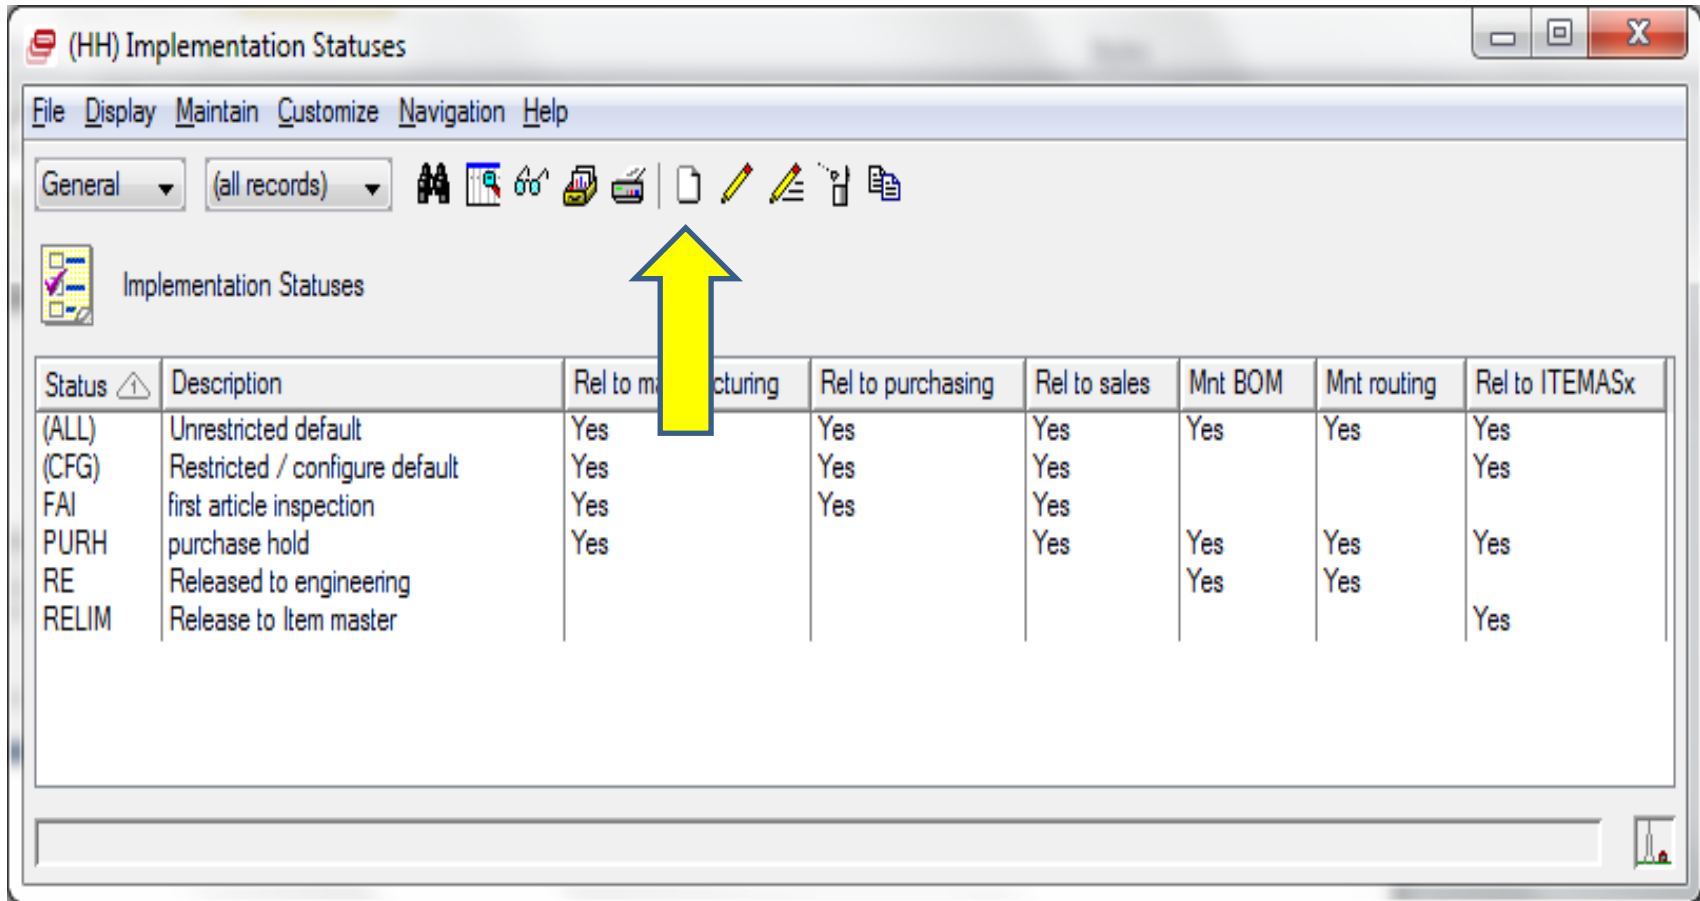 (HH) Implementation Statuses
File Display Maintain Customize Navigation Help
General (all records)
Implementation Statuses
Status 1 Description Rel to ma cturing Rel to purchasing Rel to sales Mnt BOM Mnt routing Rel to ITEMASx
(ALL) Unrestricted default Yes Yes Yes Yes Yes Yes
(CFG) Restricted / configure default Yes Yes Yes Yes
FAI first article inspection Yes Yes Yes
PURH purchase hold Yes Yes Yes Yes Yes
RE Released to engineering Yes Yes
RELIM Release to Item master Yes